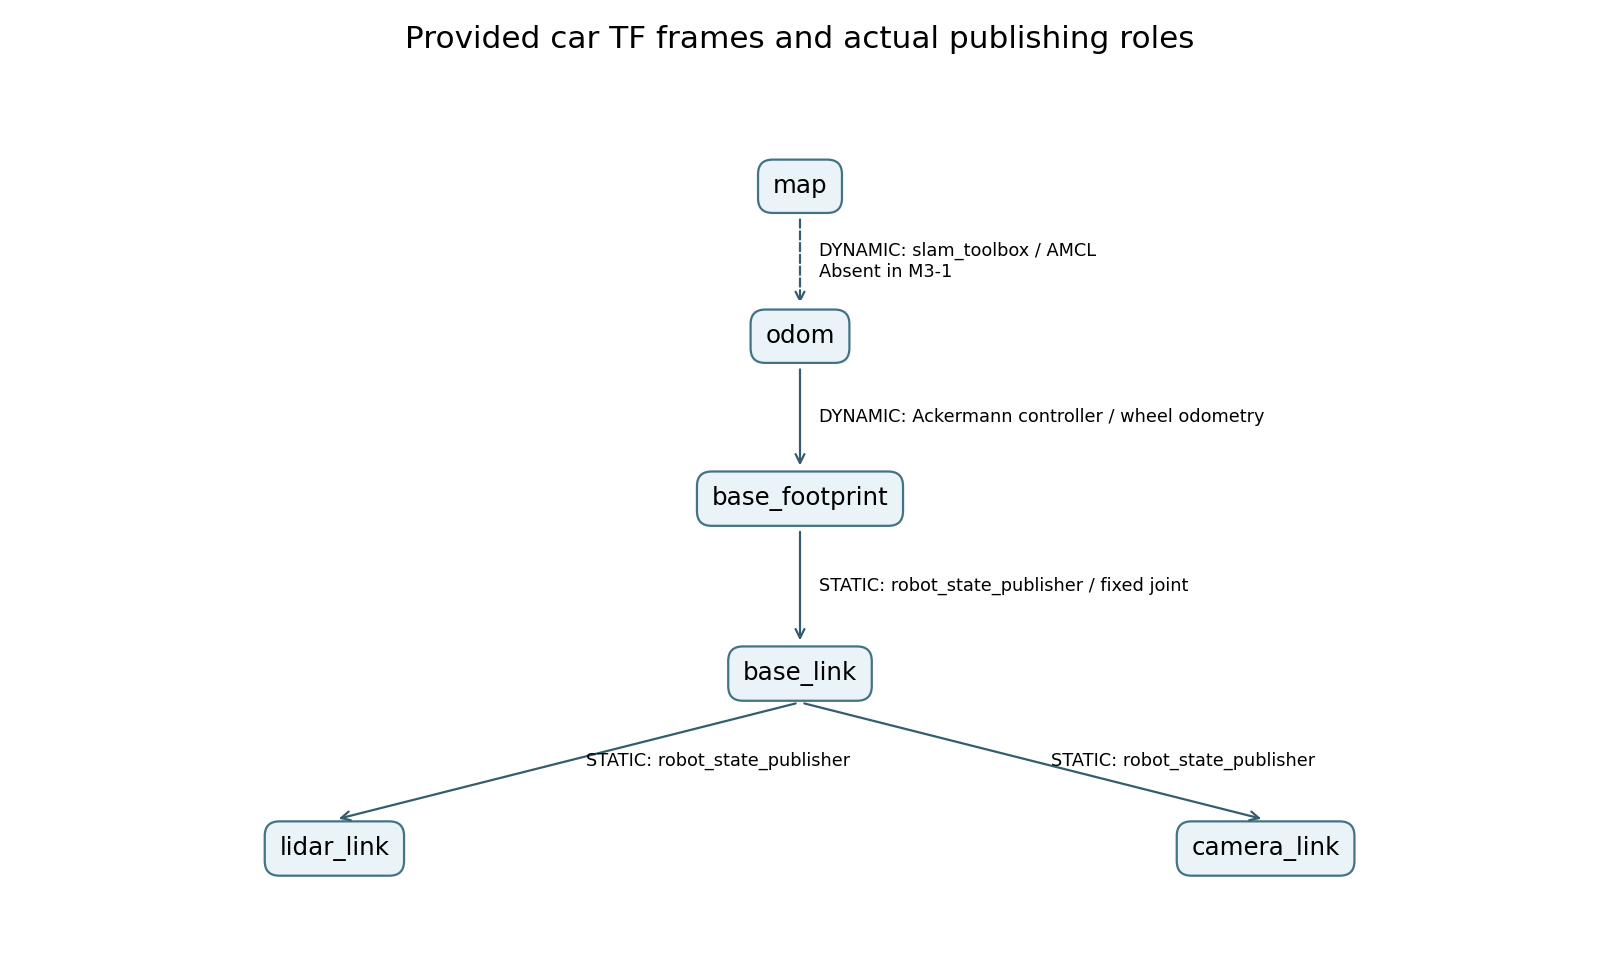 Provided car TF frames and actual publishing roles
map
DYNAMIC: slam_toolbox / AMCL
Absent in M3-1
odom
DYNAMIC: Ackermann controller / wheel odometry
base_footprint
STATIC: robot_state_publisher / fixed joint
base_link
STATIC: robot_state_publisher
STATIC: robot_state_publisher
lidar_link
camera_link